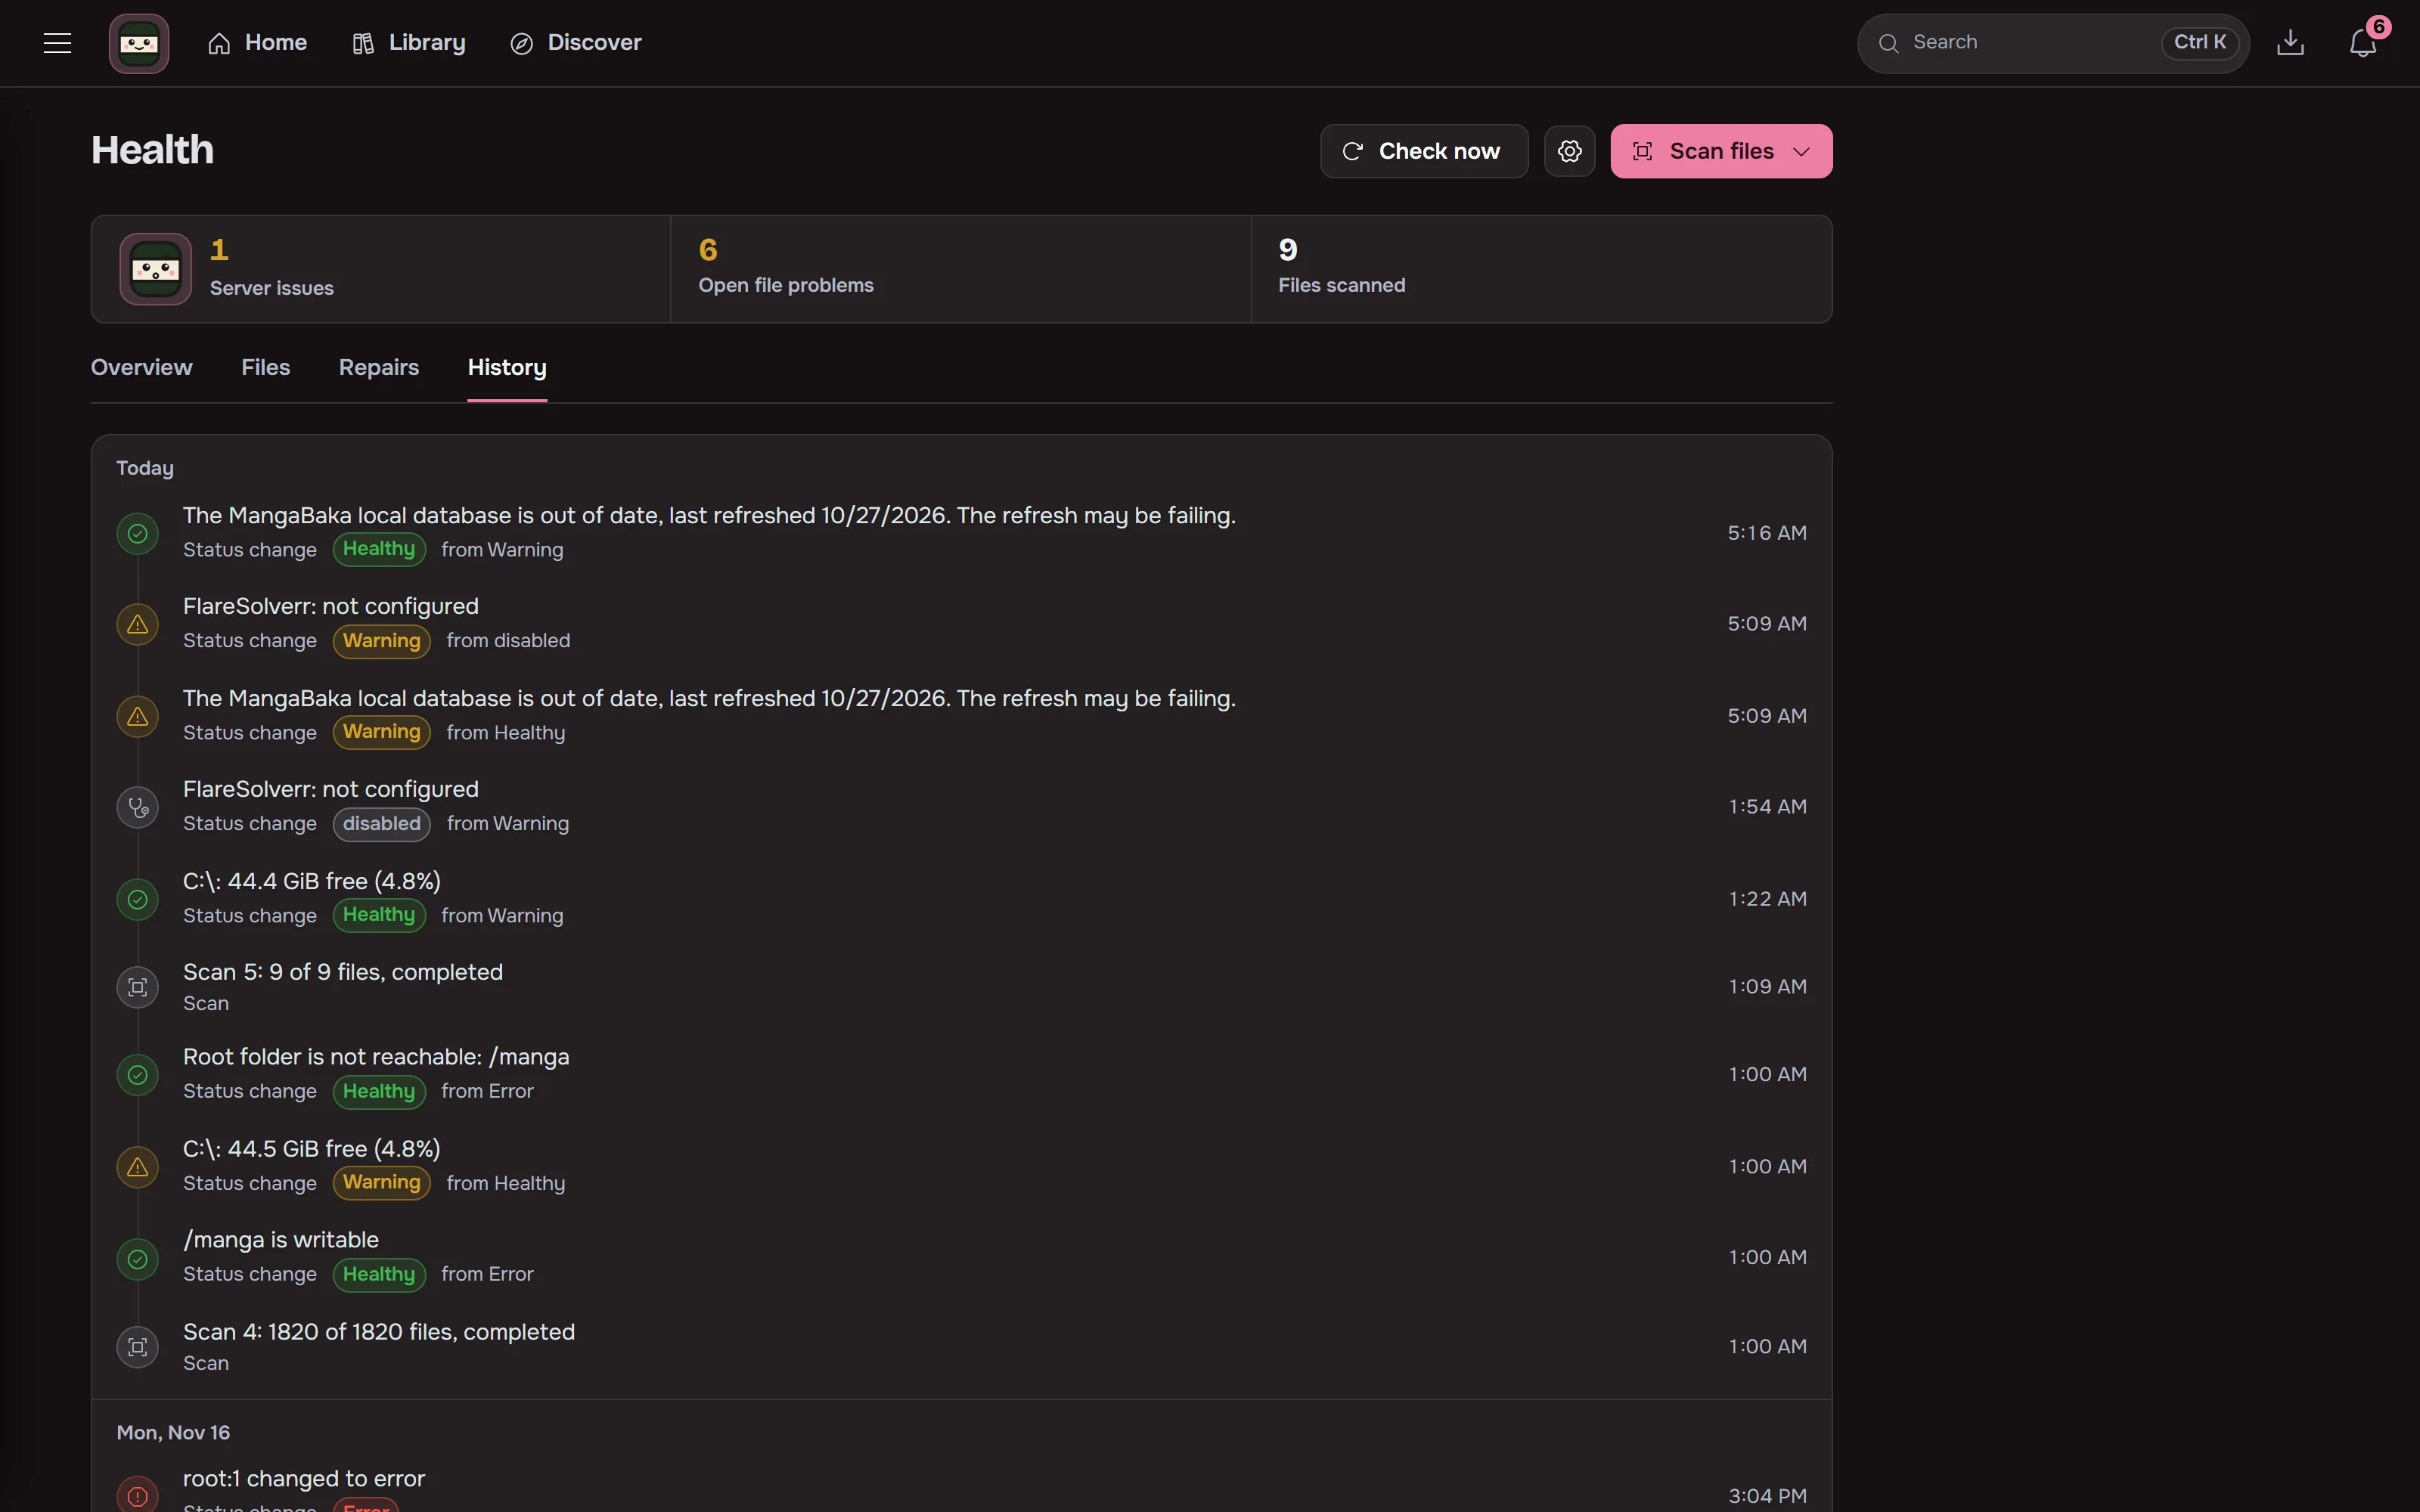 Home
Library
Discover
Search
Ctrl K
6
Health
Check now
Scan files
1
Server issues
6
Open file problems
9
Files scanned
Overview
Files
Repairs
History
Today
The MangaBaka local database is out of date, last refreshed 10/27/2026. The refresh may be failing.
Status change Healthy from Warning
5:16 AM
FlareSolverr: not configured
Status change Warning from disabled
5:09 AM
The MangaBaka local database is out of date, last refreshed 10/27/2026. The refresh may be failing.
Status change Warning from Healthy
5:09 AM
FlareSolverr: not configured
Status change disabled from Warning
1:54 AM
C:\: 44.4 GiB free (4.8%)
Status change Healthy from Warning
1:22 AM
Scan 5: 9 of 9 files, completed
Scan
1:09 AM
Root folder is not reachable: /manga
Status change Healthy from Error
1:00 AM
C:\: 44.5 GiB free (4.8%)
Status change Warning from Healthy
1:00 AM
/manga is writable
Status change Healthy from Error
1:00 AM
Scan 4: 1820 of 1820 files, completed
Scan
1:00 AM
Mon, Nov 16
root:1 changed to error
Status change Error
3:04 PM